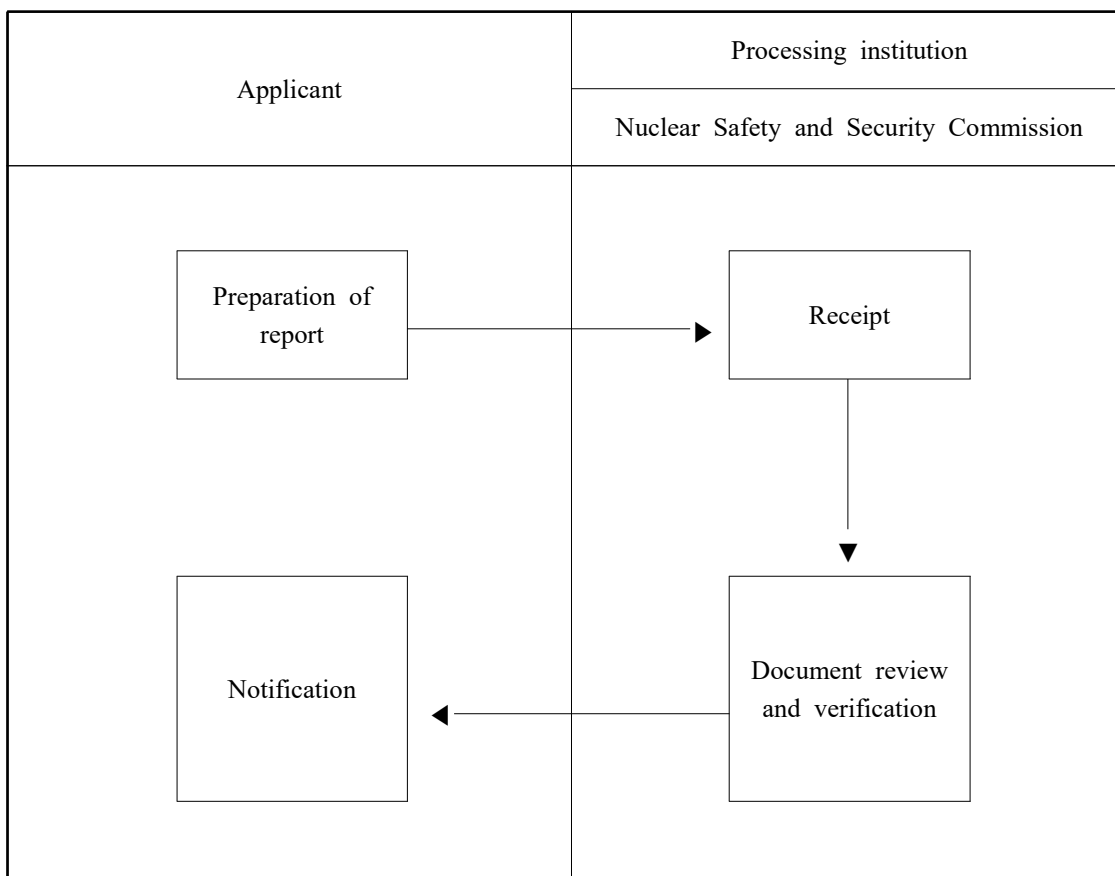 Applicant
Processing institution
Nuclear Safety and Security Commission
Preparation of
report
Receipt
Notification
Document review
and verification